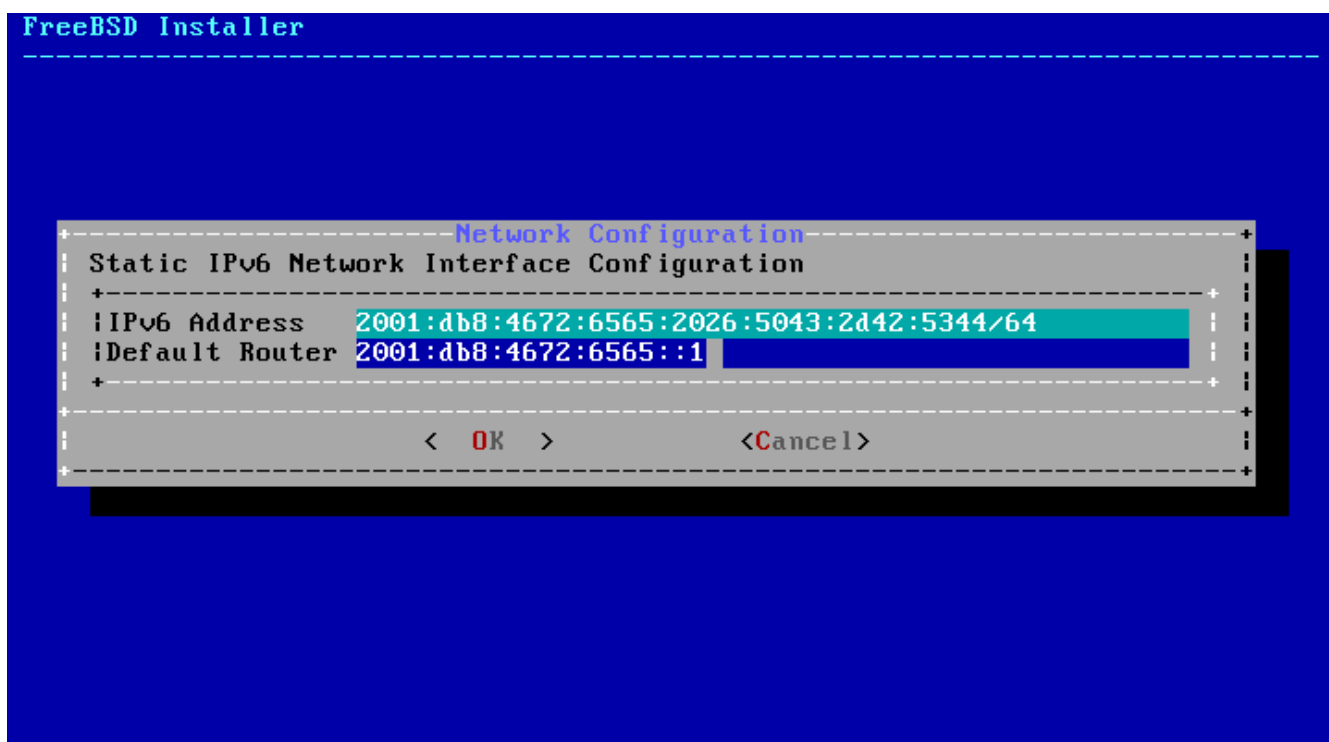 FreeBSD Installer
Network Configuration
Static IPv6 Network Interface Configuration
IPv6 Address 2001:db8:4672:6565:2026:5043:2d42:5344/64
Default Router 2001:db8:4672:6565::1
< OK > <Cancel>